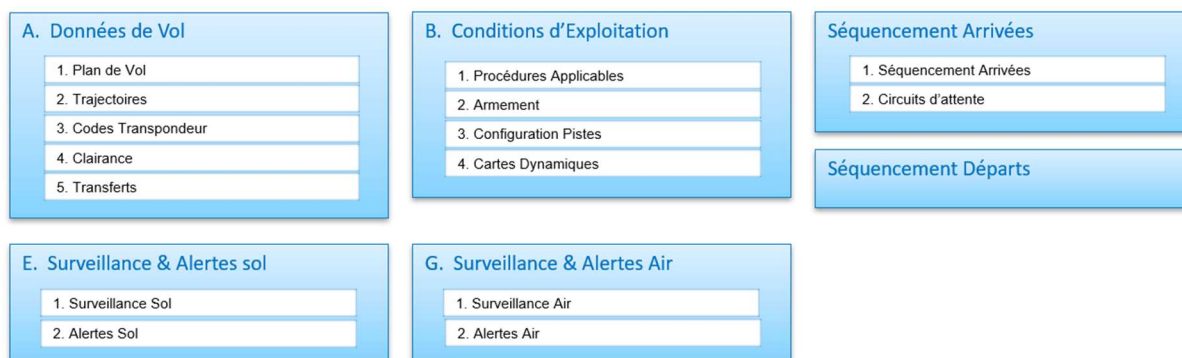 A. Données de Vol
1. Plan de Vol
2. Trajectoires
3. Codes Transpondeur
4. Clairance
5. Transferts
B. Conditions d’Exploitation
1. Procédures Applicables
2. Armement
3. Configuration Pistes
4. Cartes Dynamiques
Séquencement Arrivées
1. Séquencement Arrivées
2. Circuits d’attente
Séquencement Départs
E. Surveillance & Alertes sol
1. Surveillance Sol
2. Alertes Sol
G. Surveillance & Alertes Air
1. Surveillance Air
2. Alertes Air